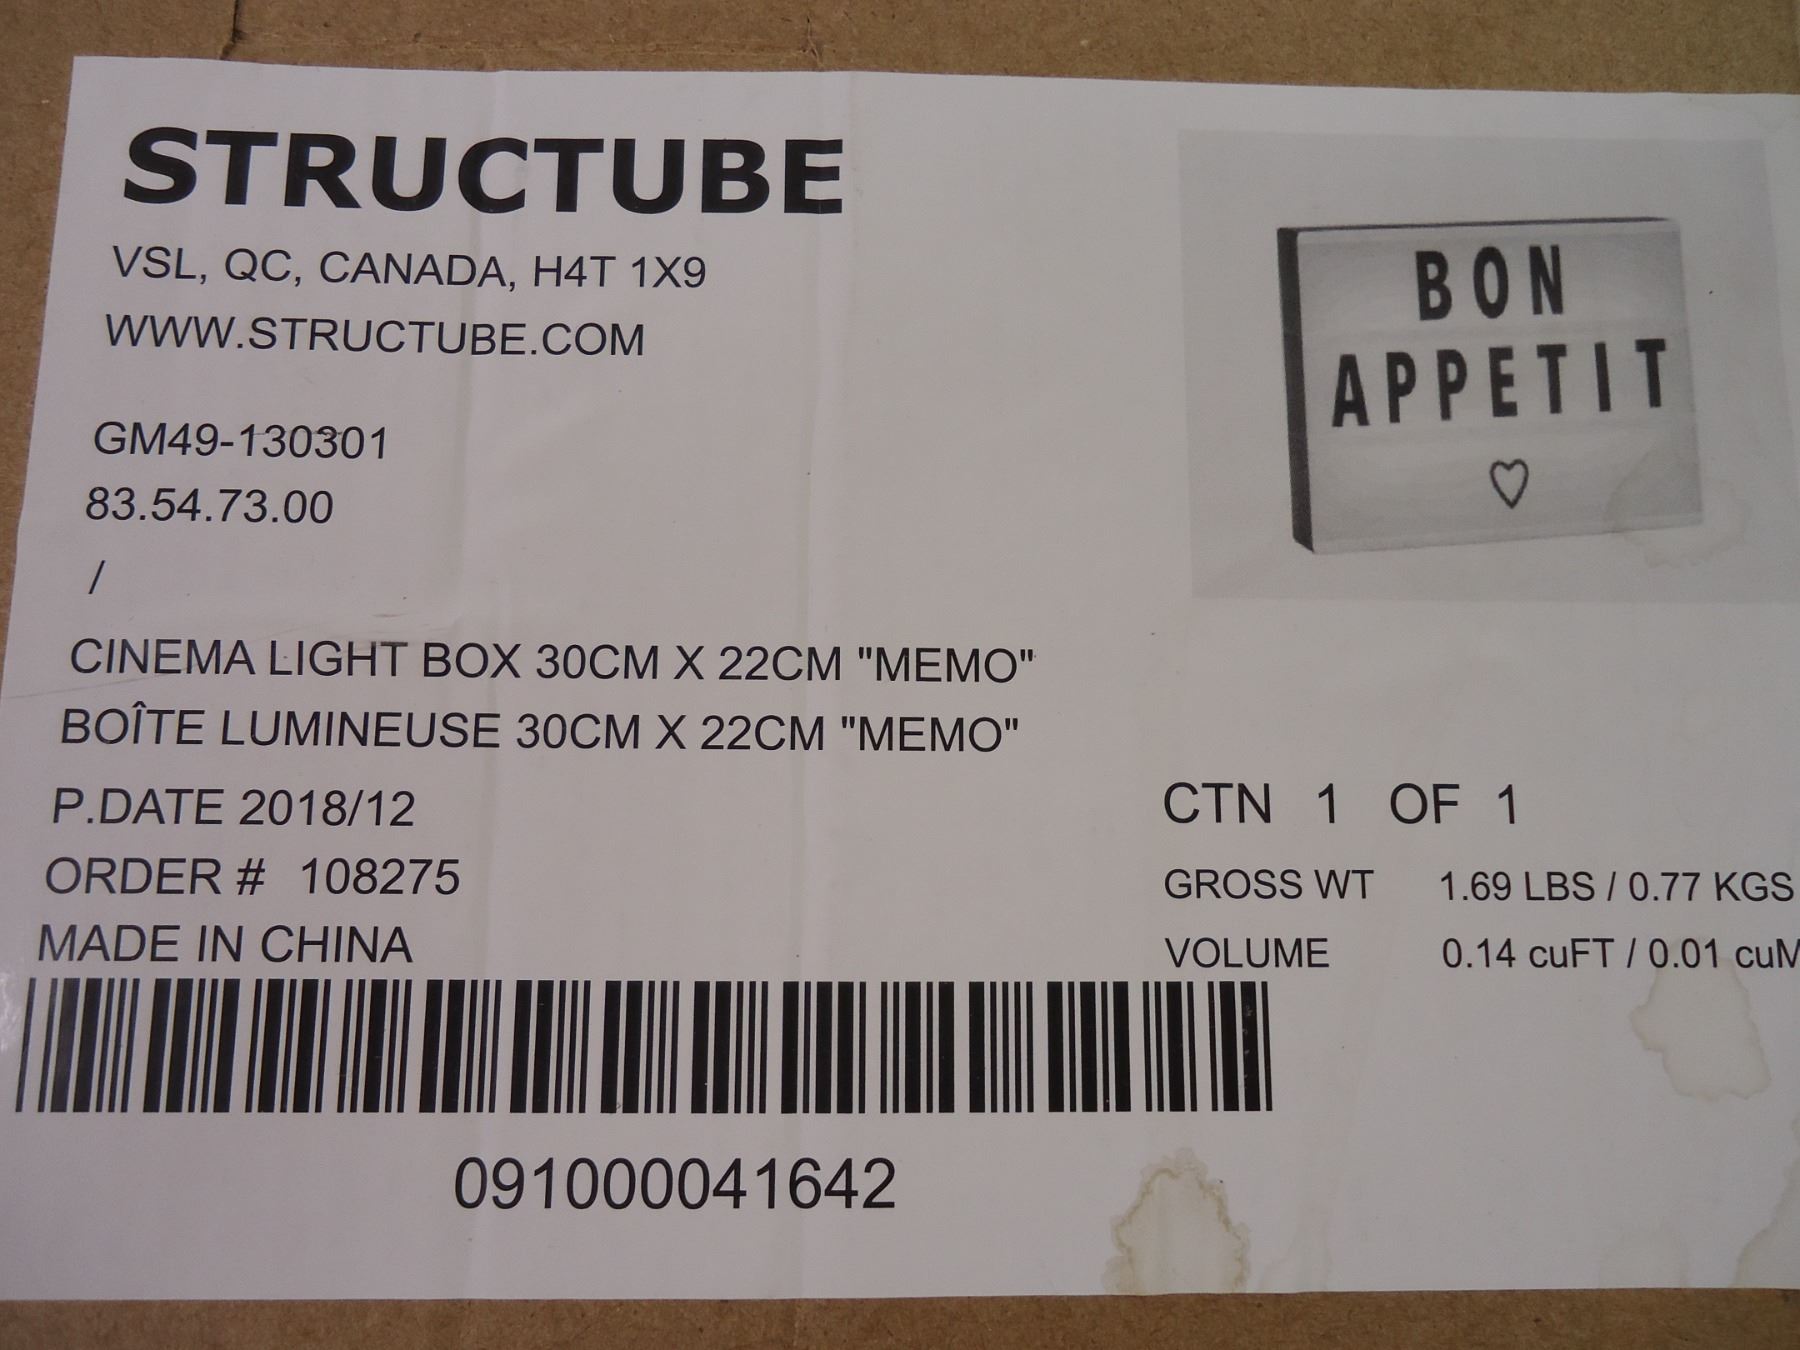 STRUCTUBE
VSL, QC, CANADA, H4T 1X9
WWW.STRUCTUBE.COM
GM49-130301
83.54.73.00
/
CINEMA LIGHT BOX 30CM X 22CM "MEMO"
BOÎTE LUMINEUSE 30CM X 22CM "MEMO"
P.DATE 2018/12
ORDER # 108275
MADE IN CHINA
091000041642
BON
APPETIT
CTN 1 OF 1
GROSS WT 1.69 LBS / 0.77 KGS
VOLUME 0.14 cuFT / 0.01 cuM